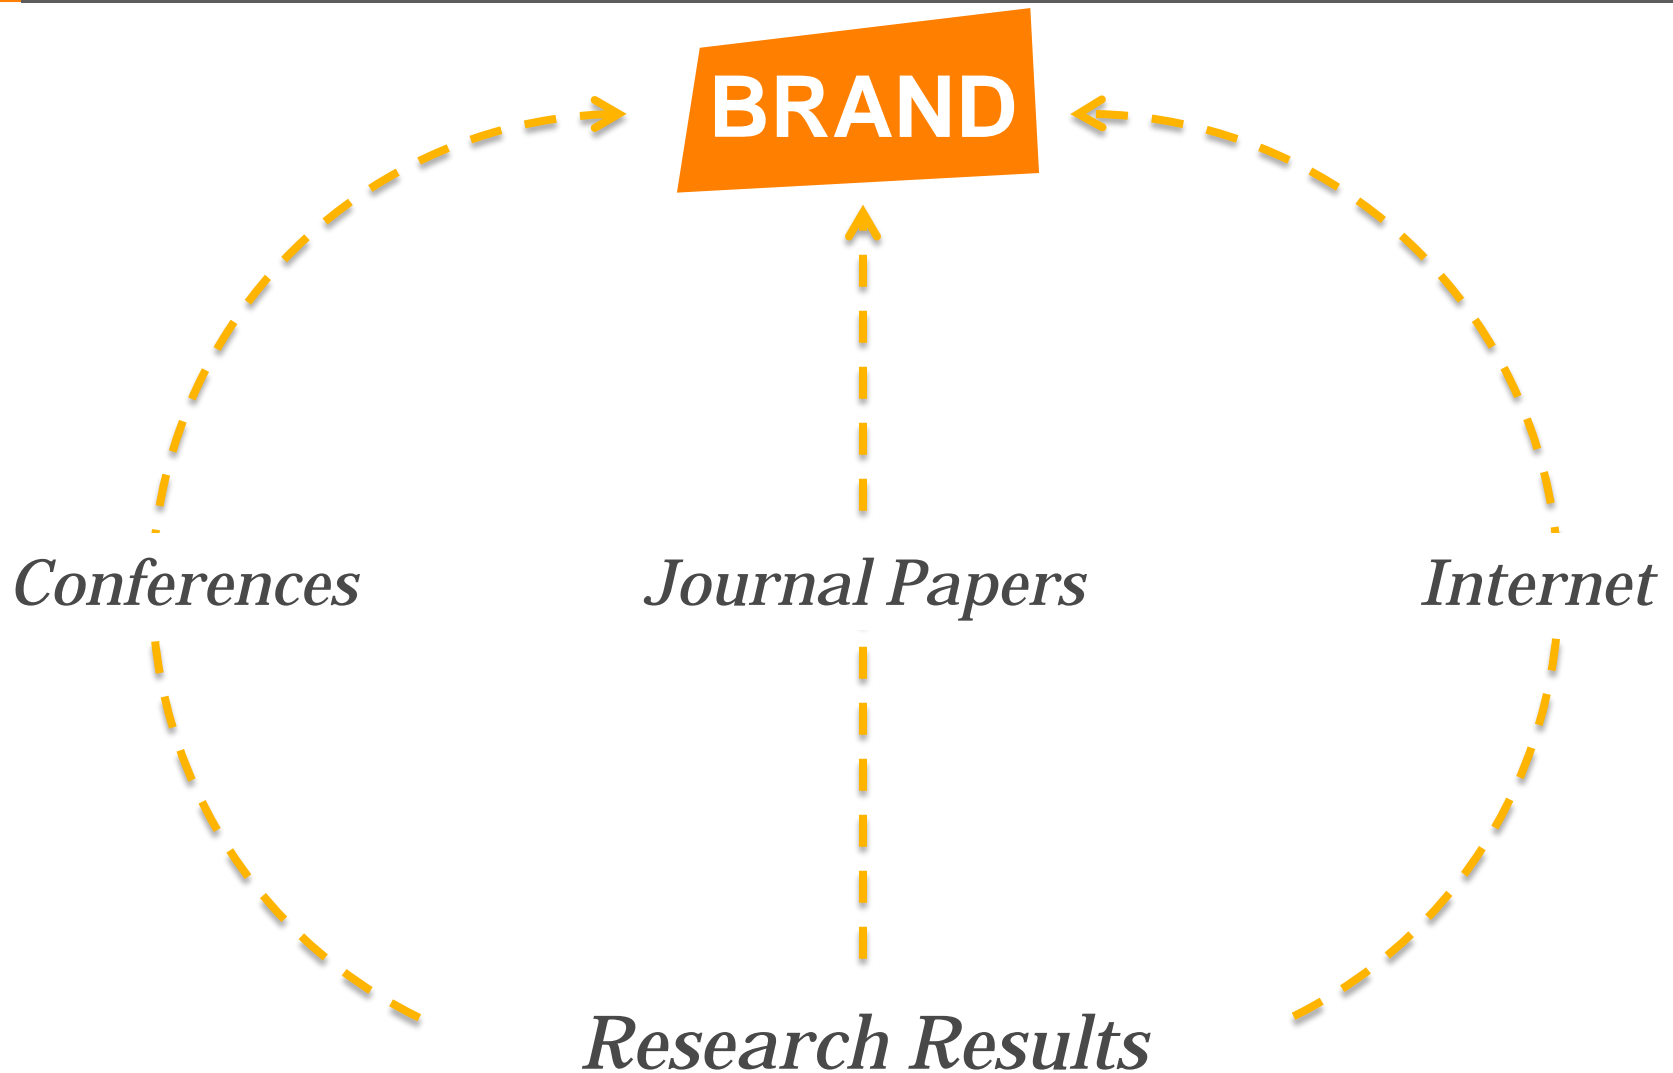 BRAND
Conferences
Journal Papers
Internet
Research Results